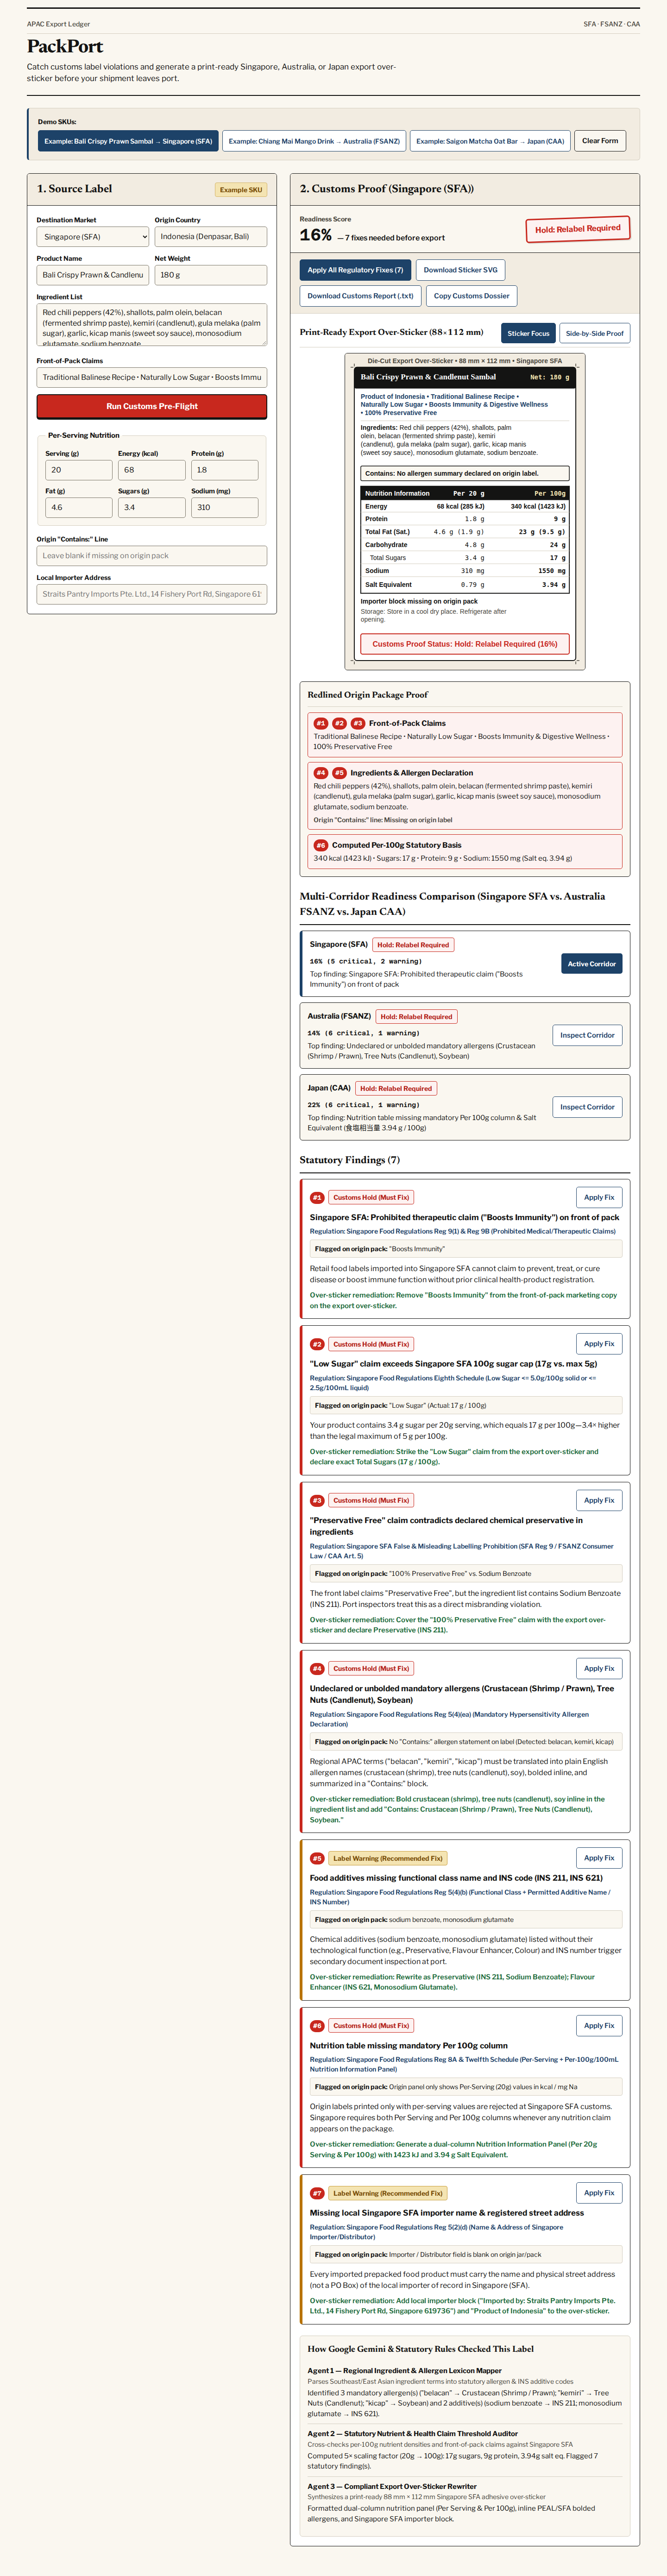 APAC Export Ledger
SFA · FSANZ · CAA
PackPort
Catch customs label violations and generate a print-ready Singapore, Australia, or Japan export over-
sticker before your shipment leaves port.
Demo SKUs:
Example: Bali Crispy Prawn Sambal → Singapore (SFA)
Example: Chiang Mai Mango Drink → Australia (FSANZ)
Example: Saigon Matcha Oat Bar → Japan (CAA)
Clear Form
1. Source Label
Example SKU
Destination Market
Origin Country
Singapore (SFA)
Indonesia (Denpasar, Bali)
Product Name
Net Weight
Bali Crispy Prawn & Candlenu
180 g
Ingredient List
Red chili peppers (42%), shallots, palm olein, belacan
(fermented shrimp paste), kemiri (candlenut), gula melaka (palm
sugar), garlic, kicap manis (sweet soy sauce), monosodium
glutamate, sodium benzoate.
Front-of-Pack Claims
Traditional Balinese Recipe • Naturally Low Sugar • Boosts Immu
Run Customs Pre-Flight
Per-Serving Nutrition
Serving (g)
Energy (kcal)
Protein (g)
20
68
1.8
Fat (g)
Sugars (g)
Sodium (mg)
4.6
3.4
310
Origin "Contains:" Line
Leave blank if missing on origin pack
Local Importer Address
Straits Pantry Imports Pte. Ltd., 14 Fishery Port Rd, Singapore 61
2. Customs Proof (Singapore (SFA))
Readiness Score
16% — 7 fixes needed before export
Hold: Relabel Required
Apply All Regulatory Fixes (7)
Download Sticker SVG
Download Customs Report (.txt)
Copy Customs Dossier
Print-Ready Export Over-Sticker (88×112 mm)
Sticker Focus
Side-by-Side Proof
Die-Cut Export Over-Sticker • 88 mm × 112 mm • Singapore SFA
Bali Crispy Prawn & Candlenut Sambal
Net: 180 g
Product of Indonesia • Traditional Balinese Recipe •
Naturally Low Sugar • Boosts Immunity & Digestive Wellness
• 100% Preservative Free
Ingredients: Red chili peppers (42%), shallots, palm
olein, belacan (fermented shrimp paste), kemiri
(candlenut), gula melaka (palm sugar), garlic, kicap manis
(sweet soy sauce), monosodium glutamate, sodium benzoate.
Contains: No allergen summary declared on origin label.
Nutrition Information Per 20 g Per 100g
Energy 68 kcal (285 kJ) 340 kcal (1423 kJ)
Protein 1.8 g 9 g
Total Fat (Sat.) 4.6 g (1.9 g) 23 g (9.5 g)
Carbohydrate 4.8 g 24 g
Total Sugars 3.4 g 17 g
Sodium 310 mg 1550 mg
Salt Equivalent 0.79 g 3.94 g
Importer block missing on origin pack
Storage: Store in a cool dry place. Refrigerate after
opening.
Customs Proof Status: Hold: Relabel Required (16%)
Redlined Origin Package Proof
#1 #2 #3 Front-of-Pack Claims
Traditional Balinese Recipe • Naturally Low Sugar • Boosts Immunity & Digestive Wellness •
100% Preservative Free
#4 #5 Ingredients & Allergen Declaration
Red chili peppers (42%), shallots, palm olein, belacan (fermented shrimp paste), kemiri
(candlenut), gula melaka (palm sugar), garlic, kicap manis (sweet soy sauce), monosodium
glutamate, sodium benzoate.
Origin "Contains:" line: Missing on origin label
#6 Computed Per-100g Statutory Basis
340 kcal (1423 kJ) • Sugars: 17 g • Protein: 9 g • Sodium: 1550 mg (Salt eq. 3.94 g)
Multi-Corridor Readiness Comparison (Singapore SFA vs. Australia
FSANZ vs. Japan CAA)
Singapore (SFA) Hold: Relabel Required
16% (5 critical, 2 warning)
Top finding: Singapore SFA: Prohibited therapeutic claim ("Boosts
Immunity") on front of pack
Active Corridor
Australia (FSANZ) Hold: Relabel Required
14% (6 critical, 1 warning)
Top finding: Undeclared or unbolded mandatory allergens (Crustacean
(Shrimp / Prawn), Tree Nuts (Candlenut), Soybean)
Inspect Corridor
Japan (CAA) Hold: Relabel Required
22% (6 critical, 1 warning)
Top finding: Nutrition table missing mandatory Per 100g column & Salt
Equivalent (食塩相当量 3.94 g / 100g)
Inspect Corridor
Statutory Findings (7)
#1 Customs Hold (Must Fix)
Apply Fix
Singapore SFA: Prohibited therapeutic claim ("Boosts Immunity") on front of pack
Regulation: Singapore Food Regulations Reg 9(1) & Reg 9B (Prohibited Medical/Therapeutic Claims)
Flagged on origin pack: "Boosts Immunity"
Retail food labels imported into Singapore SFA cannot claim to prevent, treat, or cure
disease or boost immune function without prior clinical health-product registration.
Over-sticker remediation: Remove "Boosts Immunity" from the front-of-pack marketing copy
on the export over-sticker.
#2 Customs Hold (Must Fix)
Apply Fix
"Low Sugar" claim exceeds Singapore SFA 100g sugar cap (17g vs. max 5g)
Regulation: Singapore Food Regulations Eighth Schedule (Low Sugar <= 5.0g/100g solid or <=
2.5g/100mL liquid)
Flagged on origin pack: "Low Sugar" (Actual: 17 g / 100g)
Your product contains 3.4 g sugar per 20g serving, which equals 17 g per 100g—3.4× higher
than the legal maximum of 5 g per 100g.
Over-sticker remediation: Strike the "Low Sugar" claim from the export over-sticker and
declare exact Total Sugars (17 g / 100g).
#3 Customs Hold (Must Fix)
Apply Fix
"Preservative Free" claim contradicts declared chemical preservative in
ingredients
Regulation: Singapore SFA False & Misleading Labelling Prohibition (SFA Reg 9 / FSANZ Consumer
Law / CAA Art. 5)
Flagged on origin pack: "100% Preservative Free" vs. Sodium Benzoate
The front label claims "Preservative Free", but the ingredient list contains Sodium Benzoate
(INS 211). Port inspectors treat this as a direct misbranding violation.
Over-sticker remediation: Cover the "100% Preservative Free" claim with the export over-
sticker and declare Preservative (INS 211).
#4 Customs Hold (Must Fix)
Apply Fix
Undeclared or unbolded mandatory allergens (Crustacean (Shrimp / Prawn), Tree
Nuts (Candlenut), Soybean)
Regulation: Singapore Food Regulations Reg 5(4)(ea) (Mandatory Hypersensitivity Allergen
Declaration)
Flagged on origin pack: No "Contains:" allergen statement on label (Detected: belacan, kemiri, kicap)
Regional APAC terms ("belacan", "kemiri", "kicap") must be translated into plain English
allergen names (crustacean (shrimp), tree nuts (candlenut), soy), bolded inline, and
summarized in a "Contains:" block.
Over-sticker remediation: Bold crustacean (shrimp), tree nuts (candlenut), soy inline in the
ingredient list and add "Contains: Crustacean (Shrimp / Prawn), Tree Nuts (Candlenut),
Soybean."
#5 Label Warning (Recommended Fix)
Apply Fix
Food additives missing functional class name and INS code (INS 211, INS 621)
Regulation: Singapore Food Regulations Reg 5(4)(b) (Functional Class + Permitted Additive Name /
INS Number)
Flagged on origin pack: sodium benzoate, monosodium glutamate
Chemical additives (sodium benzoate, monosodium glutamate) listed without their
technological function (e.g., Preservative, Flavour Enhancer, Colour) and INS number trigger
secondary document inspection at port.
Over-sticker remediation: Rewrite as Preservative (INS 211, Sodium Benzoate); Flavour
Enhancer (INS 621, Monosodium Glutamate).
#6 Customs Hold (Must Fix)
Apply Fix
Nutrition table missing mandatory Per 100g column
Regulation: Singapore Food Regulations Reg 8A & Twelfth Schedule (Per-Serving + Per-100g/100mL
Nutrition Information Panel)
Flagged on origin pack: Origin panel only shows Per-Serving (20g) values in kcal / mg Na
Origin labels printed only with per-serving values are rejected at Singapore SFA customs.
Singapore requires both Per Serving and Per 100g columns whenever any nutrition claim
appears on the package.
Over-sticker remediation: Generate a dual-column Nutrition Information Panel (Per 20g
Serving & Per 100g) with 1423 kJ and 3.94 g Salt Equivalent.
#7 Label Warning (Recommended Fix)
Apply Fix
Missing local Singapore SFA importer name & registered street address
Regulation: Singapore Food Regulations Reg 5(2)(d) (Name & Address of Singapore
Importer/Distributor)
Flagged on origin pack: Importer / Distributor field is blank on origin jar/pack
Every imported prepacked food product must carry the name and physical street address
(not a PO Box) of the local importer of record in Singapore (SFA).
Over-sticker remediation: Add local importer block ("Imported by: Straits Pantry Imports Pte.
Ltd., 14 Fishery Port Rd, Singapore 619736") and "Product of Indonesia" to the over-sticker.
How Google Gemini & Statutory Rules Checked This Label
Agent 1 — Regional Ingredient & Allergen Lexicon Mapper
Parses Southeast/East Asian ingredient terms into statutory allergen & INS additive codes
Identified 3 mandatory allergen(s) ("belacan" → Crustacean (Shrimp / Prawn); "kemiri" → Tree
Nuts (Candlenut); "kicap" → Soybean) and 2 additive(s) (sodium benzoate → INS 211; monosodium
glutamate → INS 621).
Agent 2 — Statutory Nutrient & Health Claim Threshold Auditor
Cross-checks per-100g nutrient densities and front-of-pack claims against Singapore SFA
Computed 5× scaling factor (20g → 100g): 17g sugars, 9g protein, 3.94g salt eq. Flagged 7
statutory finding(s).
Agent 3 — Compliant Export Over-Sticker Rewriter
Synthesizes a print-ready 88 mm × 112 mm Singapore SFA adhesive over-sticker
Formatted dual-column nutrition panel (Per Serving & Per 100g), inline PEAL/SFA bolded
allergens, and Singapore SFA importer block.